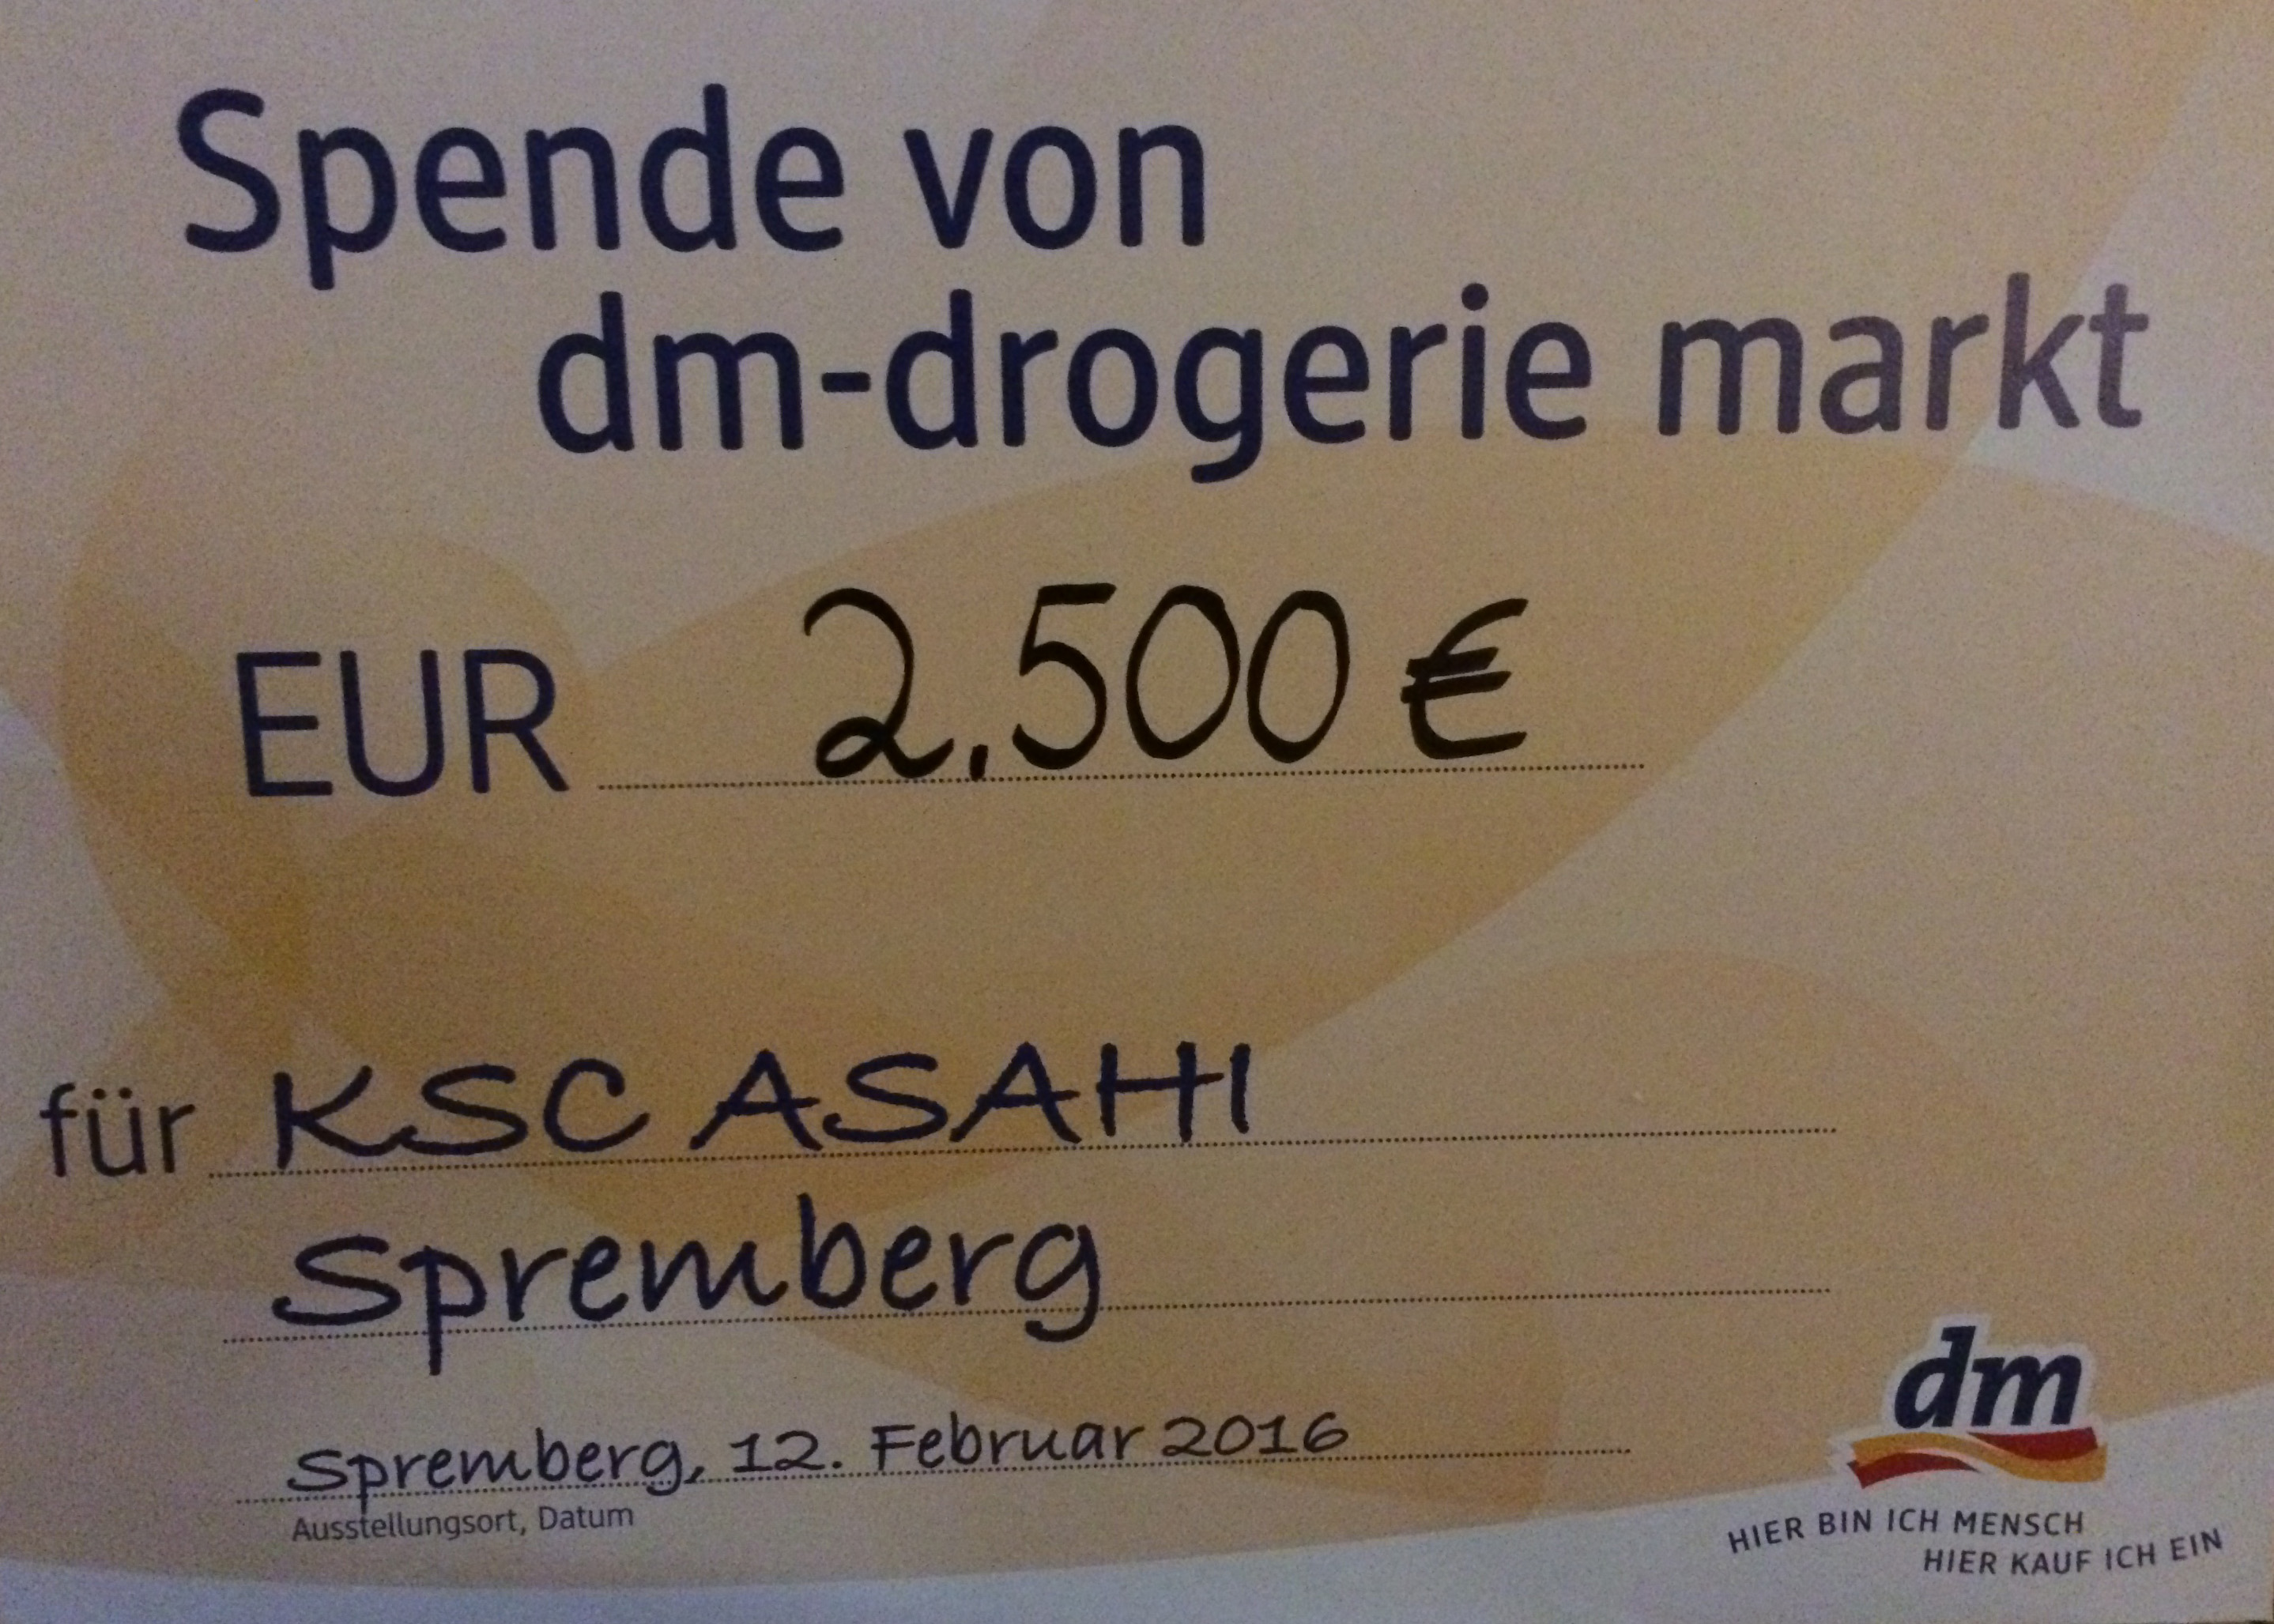 Spende von
dm-drogerie markt
EUR 2.500 €
für KSC ASAHI
Spremberg
Spremberg, 12. Februar 2016
Ausstellungsort, Datum
dm
HIER BIN ICH MENSCH
HIER KAUF ICH EIN